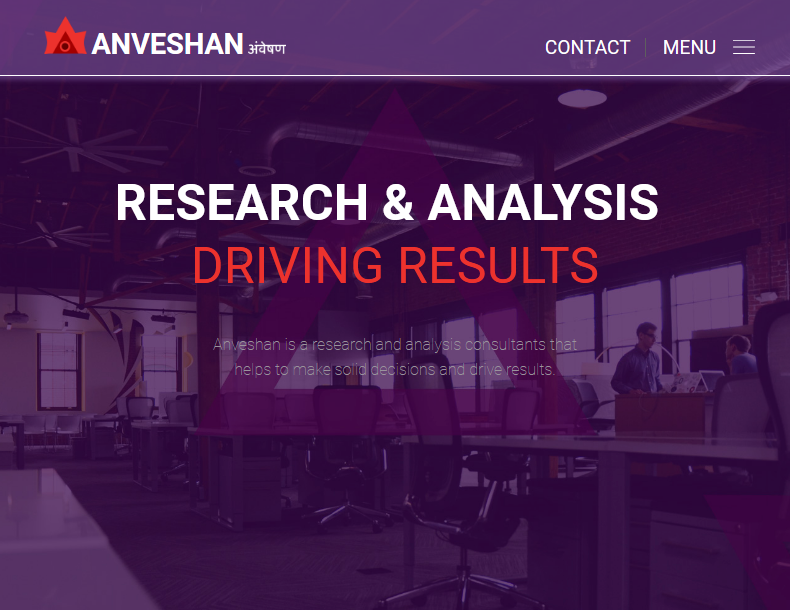 ANVESHAN अंवेषण
CONTACT
MENU
RESEARCH & ANALYSIS
DRIVING RESULTS
Anveshan is a research and analysis consultants that
helps to make solid decisions and drive results.